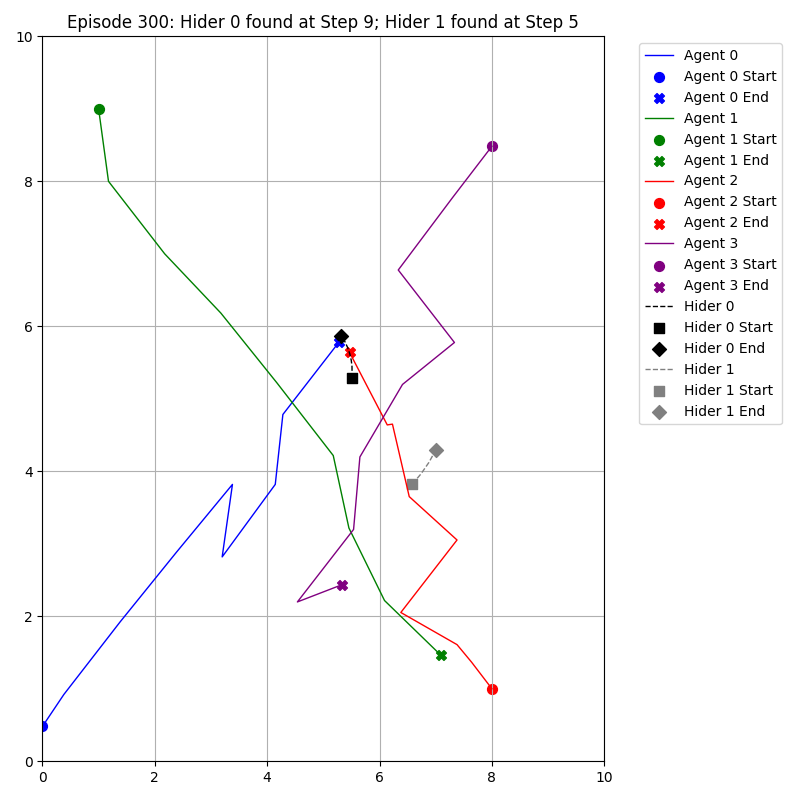 Episode 300: Hider 0 found at Step 9; Hider 1 found at Step 5
10
8
6
4
2
0
0 2 4 6 8 10
Agent 0
Agent 0 Start
Agent 0 End
Agent 1
Agent 1 Start
Agent 1 End
Agent 2
Agent 2 Start
Agent 2 End
Agent 3
Agent 3 Start
Agent 3 End
Hider 0
Hider 0 Start
Hider 0 End
Hider 1
Hider 1 Start
Hider 1 End